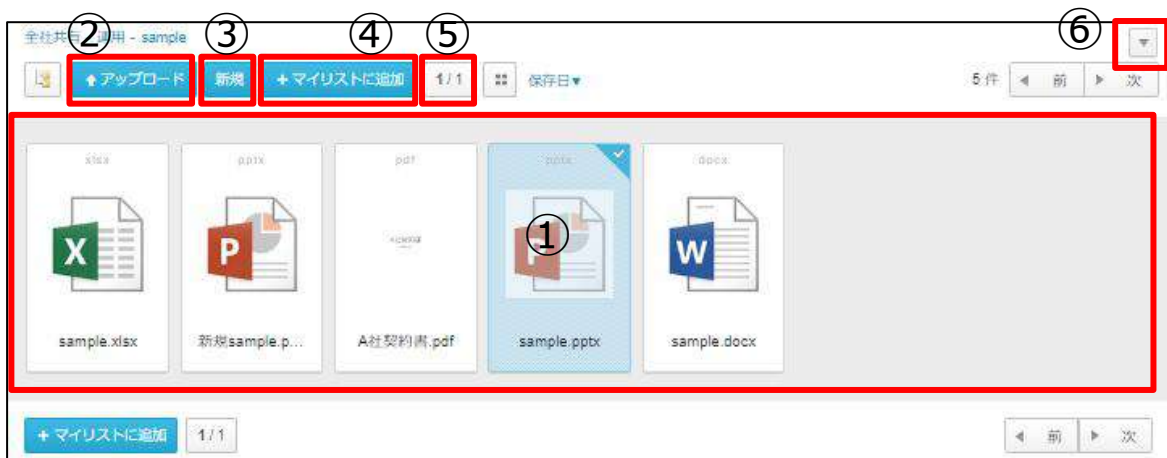 ② ③ ④ ⑤ ⑥
全社共有 運用 - sample
アップロード 新規 +マイリストに追加 1/1 保存日▼ 5件 前 次
xlsx pptx pdf pptx docx
X P ① W
sample.xlsx 新規sample.p... A社契約書.pdf sample.pptx sample.docx
+マイリストに追加 1/1 前 次